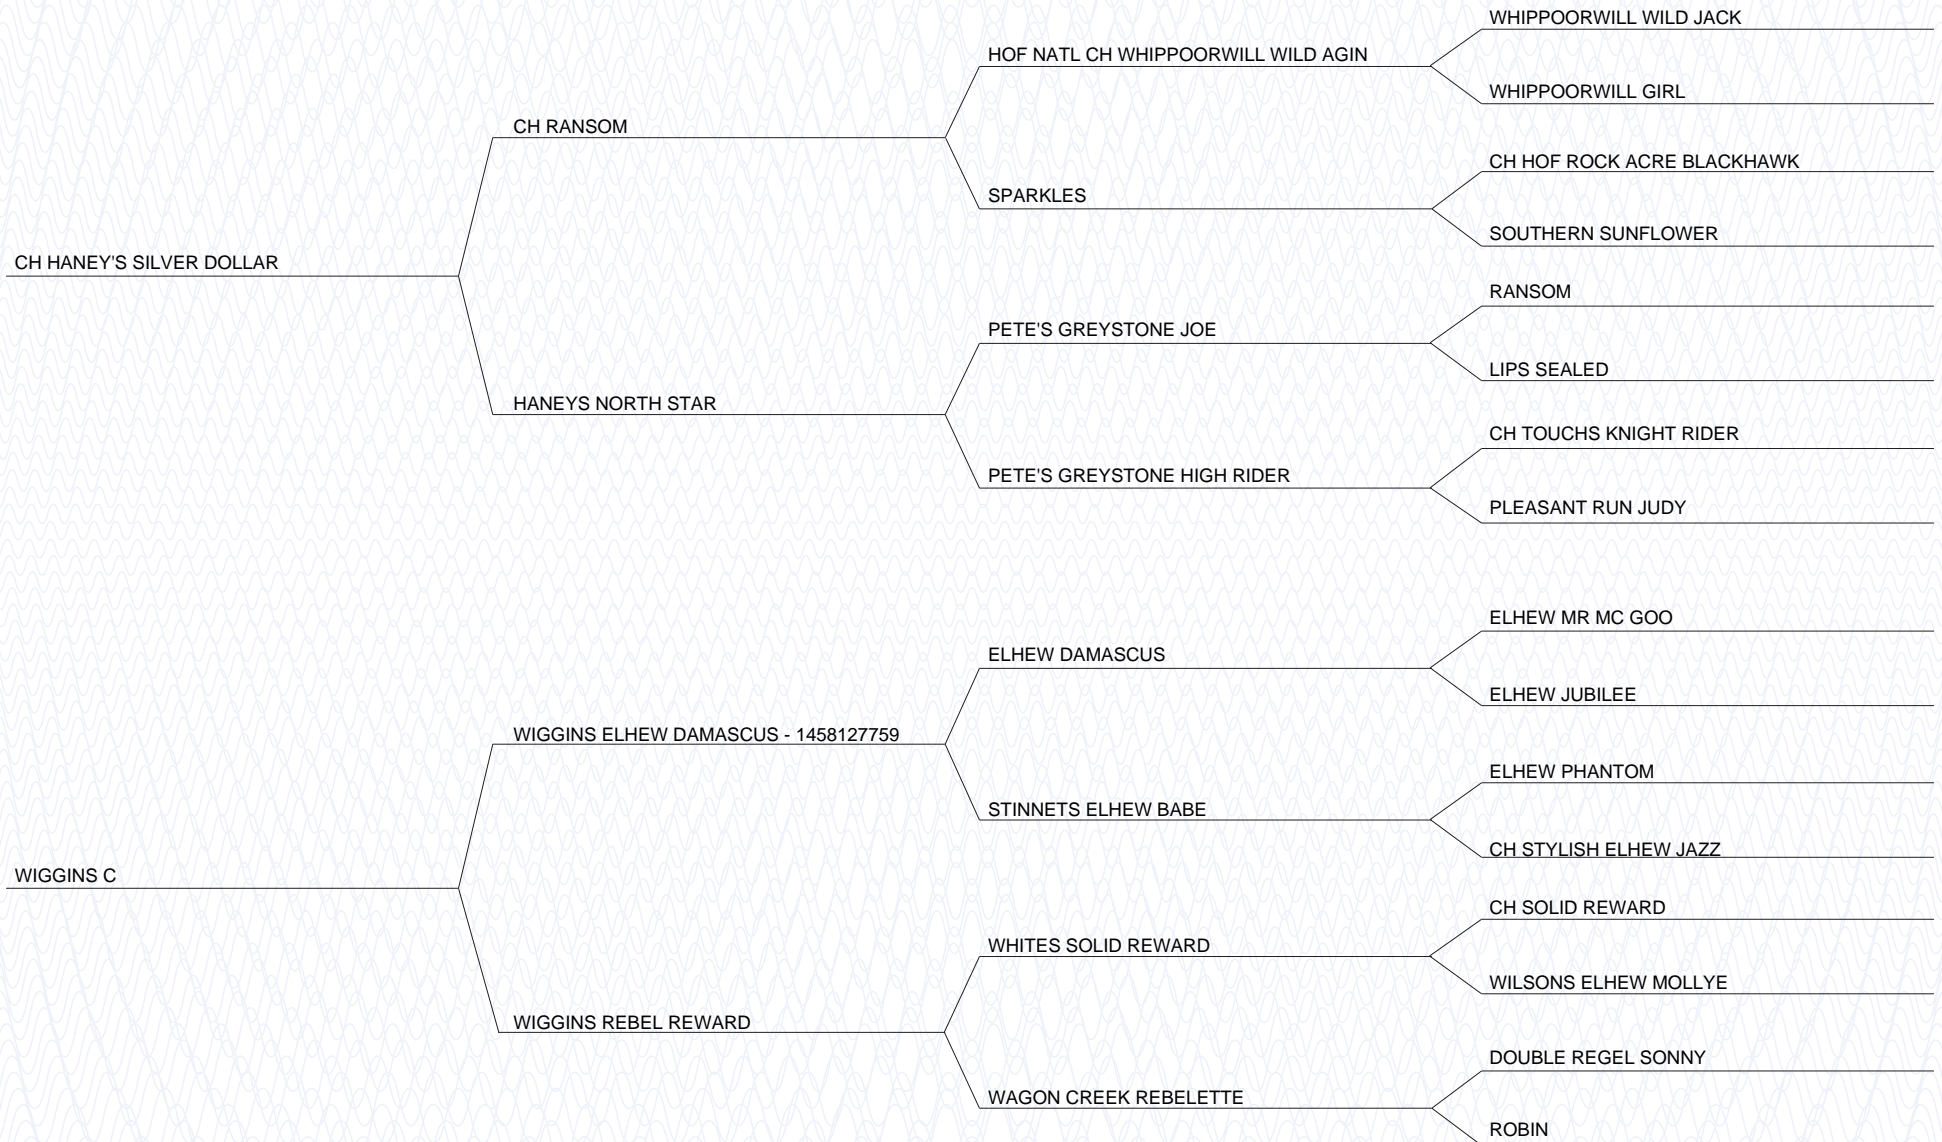 WHIPPOORWILL WILD JACK
HOF NATL CH WHIPPOORWILL WILD AGIN
WHIPPOORWILL GIRL
CH RANSOM
CH HOF ROCK ACRE BLACKHAWK
SPARKLES
SOUTHERN SUNFLOWER
CH HANEY'S SILVER DOLLAR
RANSOM
PETE'S GREYSTONE JOE
LIPS SEALED
HANEYS NORTH STAR
CH TOUCHS KNIGHT RIDER
PETE'S GREYSTONE HIGH RIDER
PLEASANT RUN JUDY
ELHEW MR MC GOO
ELHEW DAMASCUS
ELHEW JUBILEE
WIGGINS ELHEW DAMASCUS - 1458127759
ELHEW PHANTOM
STINNETS ELHEW BABE
CH STYLISH ELHEW JAZZ
WIGGINS C
CH SOLID REWARD
WHITES SOLID REWARD
WILSONS ELHEW MOLLYE
WIGGINS REBEL REWARD
DOUBLE REGEL SONNY
WAGON CREEK REBELETTE
ROBIN